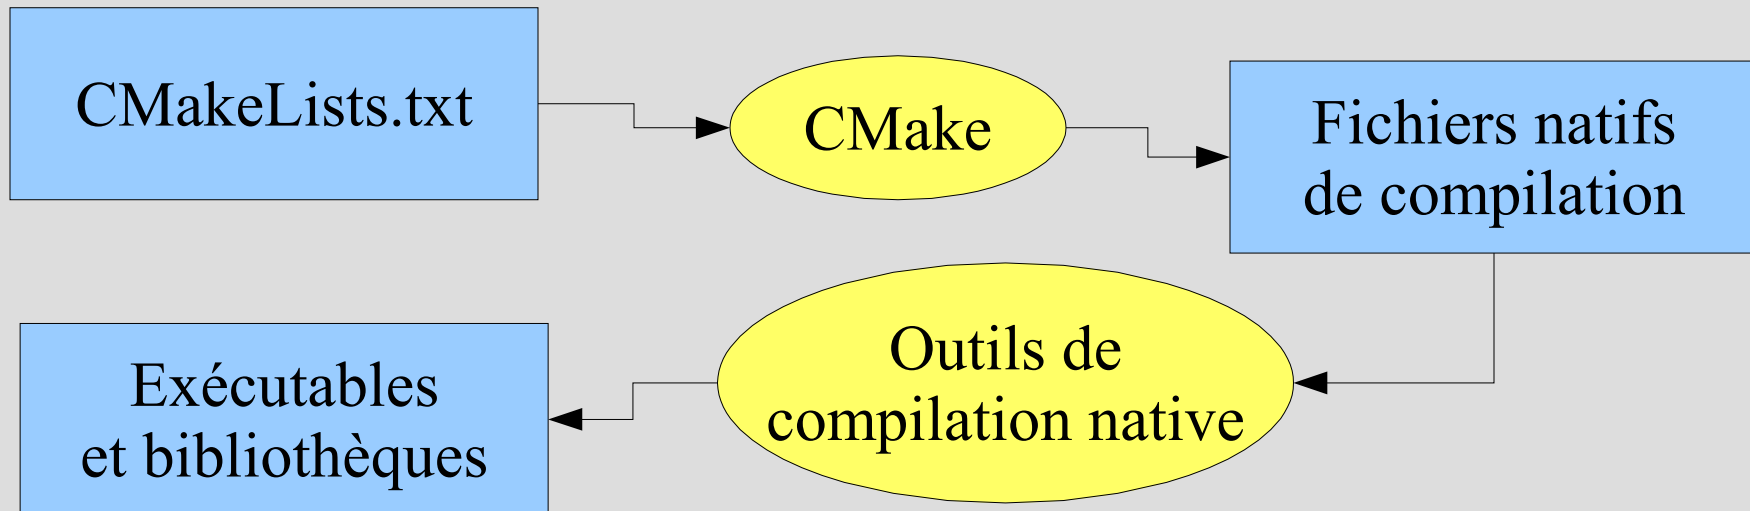 CMakeLists.txt
CMake
Fichiers natifs
de compilation
Outils de
compilation native
Exécutables
et bibliothèques